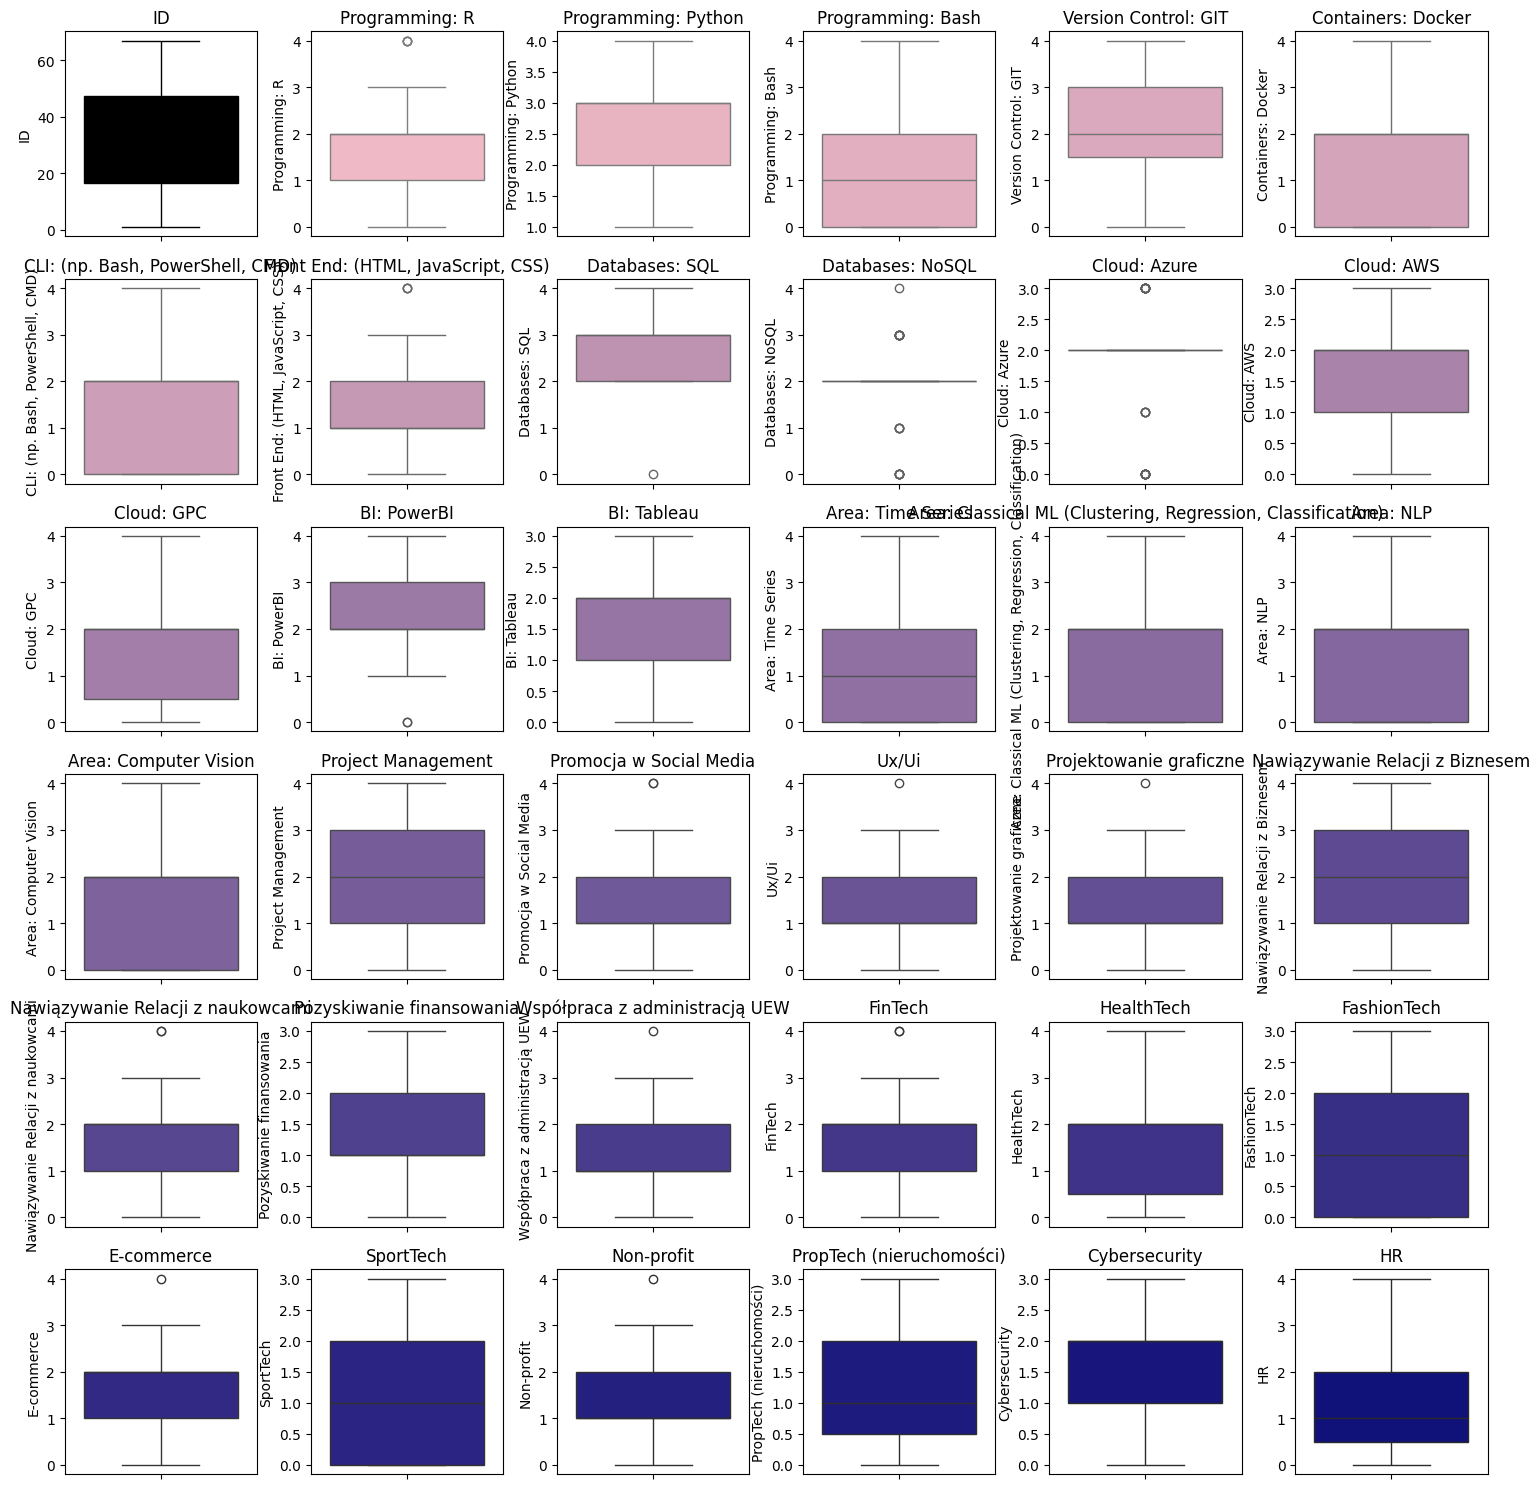 ID
Programming: R
Programming: Python
Programming: Bash
Version Control: GIT
Containers: Docker
ID
60
40
20
0
Programming: R
4
3
2
1
0
Programming: Python
4.0
3.5
3.0
2.5
2.0
1.5
1.0
Programming: Bash
4
3
2
1
0
Version Control: GIT
4
3
2
1
0
Containers: Docker
4
3
2
1
0
CLI: (np. Bash, PowerShell, CMD)
Front End: (HTML, JavaScript, CSS)
Databases: SQL
Databases: NoSQL
Cloud: Azure
Cloud: AWS
CLI: (np. Bash, PowerShell, CMD)
4
3
2
1
0
Front End: (HTML, JavaScript, CSS)
4
3
2
1
0
Databases: SQL
4
3
2
1
0
Databases: NoSQL
4
3
2
1
0
Cloud: Azure
3.0
2.5
2.0
1.5
1.0
0.5
0.0
Cloud: AWS
3.0
2.5
2.0
1.5
1.0
0.5
0.0
Cloud: GPC
BI: PowerBI
BI: Tableau
Area: Time Series
Area: Classical ML (Clustering, Regression, Classification)
Area: NLP
Cloud: GPC
4
3
2
1
0
BI: PowerBI
4
3
2
1
0
BI: Tableau
3.0
2.5
2.0
1.5
1.0
0.5
0.0
Area: Time Series
4
3
2
1
0
Area: Classical ML (Clustering, Regression, Classification)
4
3
2
1
0
Area: NLP
4
3
2
1
0
Area: Computer Vision
Project Management
Promocja w Social Media
Ux/Ui
Projektowanie graficzne
Nawiązywanie Relacji z Biznesem
Area: Computer Vision
4
3
2
1
0
Project Management
4
3
2
1
0
Promocja w Social Media
4
3
2
1
0
Ux/Ui
4
3
2
1
0
Projektowanie graficzne
4
3
2
1
0
Nawiązywanie Relacji z Biznesem
4
3
2
1
0
Nawiązywanie Relacji z naukowcami
Pozyskiwanie finansowania
Współpraca z administracją UEW
FinTech
HealthTech
FashionTech
Nawiązywanie Relacji z naukowcami
4
3
2
1
0
Pozyskiwanie finansowania
3.0
2.5
2.0
1.5
1.0
0.5
0.0
Współpraca z administracją UEW
4
3
2
1
0
FinTech
4
3
2
1
0
HealthTech
4
3
2
1
0
FashionTech
3.0
2.5
2.0
1.5
1.0
0.5
0.0
E-commerce
SportTech
Non-profit
PropTech (nieruchomości)
Cybersecurity
HR
E-commerce
4
3
2
1
0
SportTech
3.0
2.5
2.0
1.5
1.0
0.5
0.0
Non-profit
4
3
2
1
0
PropTech (nieruchomości)
3.0
2.5
2.0
1.5
1.0
0.5
0.0
Cybersecurity
3.0
2.5
2.0
1.5
1.0
0.5
0.0
HR
4
3
2
1
0